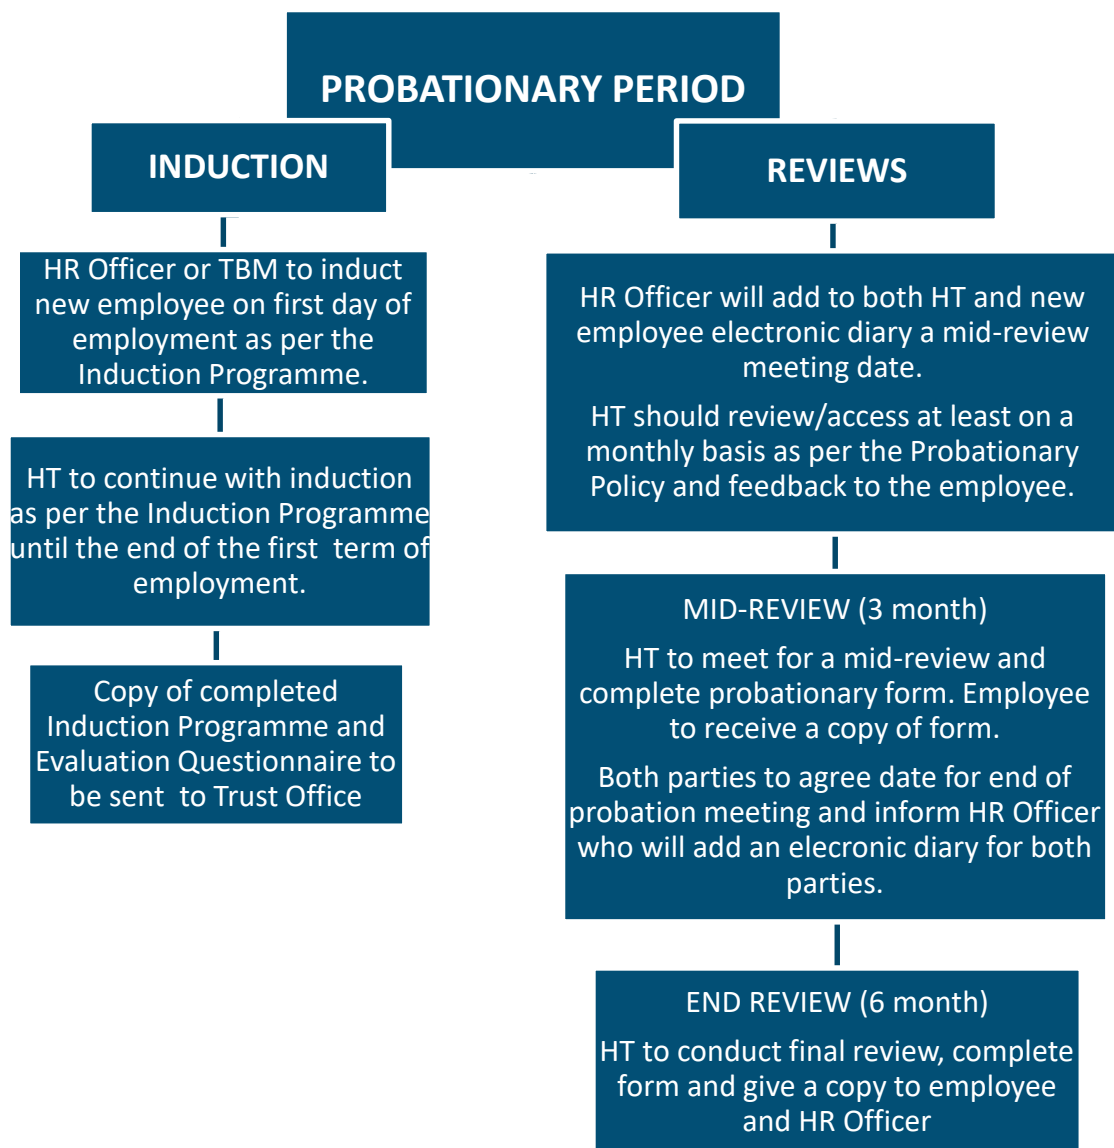 PROBATIONARY PERIOD
INDUCTION
HR Officer or TBM to induct
new employee on first day of
employment as per the
Induction Programme.
HT to continue with induction
as per the Induction Programme
until the end of the first  term of
employment.
Copy of completed
Induction Programme and
Evaluation Questionnaire to
be sent  to Trust Office
REVIEWS
HR Officer will add to both HT and new
employee electronic diary a mid-review
meeting date.
HT should review/access at least on a
monthly basis as per the Probationary
Policy and feedback to the employee.
MID-REVIEW (3 month)
HT to meet for a mid-review and
complete probationary form. Employee
to receive a copy of form.
Both parties to agree date for end of
probation meeting and inform HR Officer
who will add an elecronic diary for both
parties.
END REVIEW (6 month)
HT to conduct final review, complete
form and give a copy to employee
and HR Officer